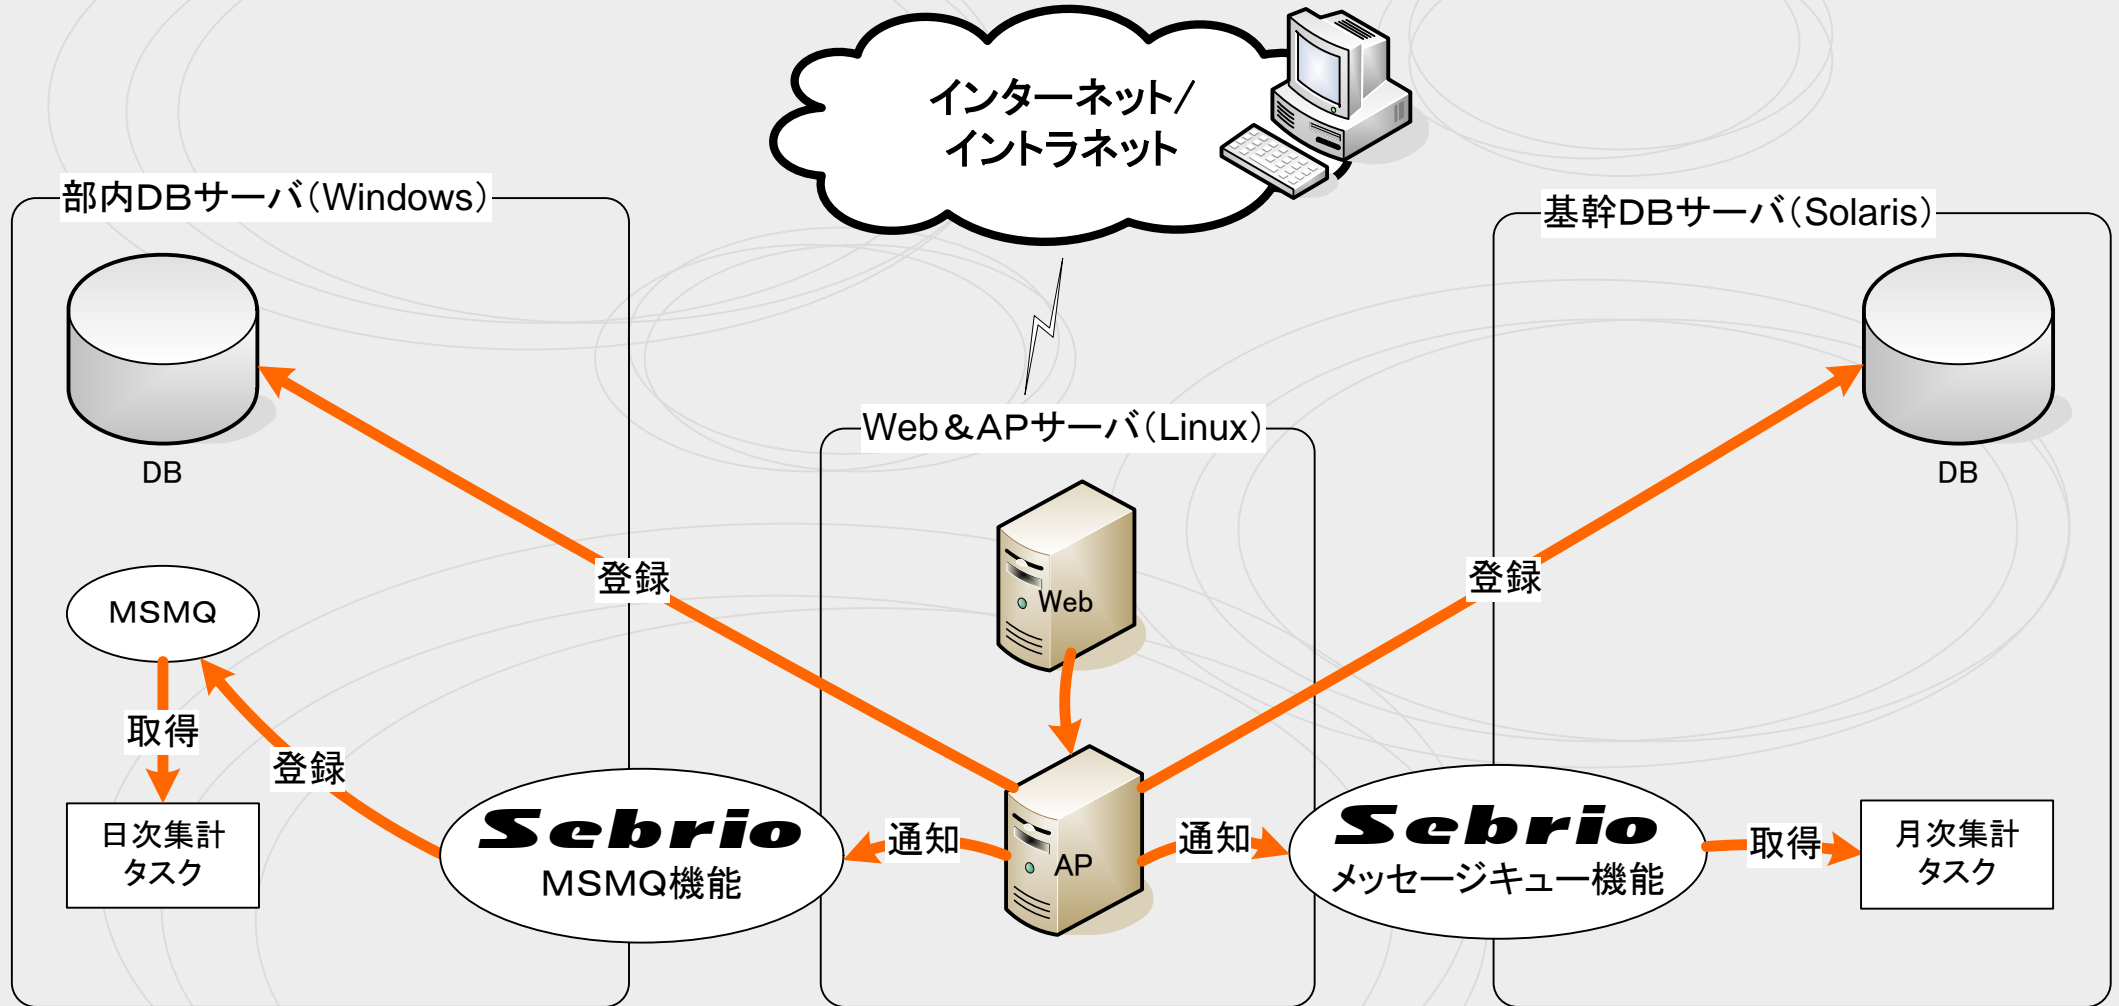 インターネット/
イントラネット
部内DBサーバ（Windows）
基幹DBサーバ（Solaris）
Web＆APサーバ（Linux）
DB
DB
登録
登録
Web
MSMQ
取得
登録
日次集計
タスク
Sebrio
MSMQ機能
通知
AP
通知
Sebrio
メッセージキュー機能
取得
月次集計
タスク